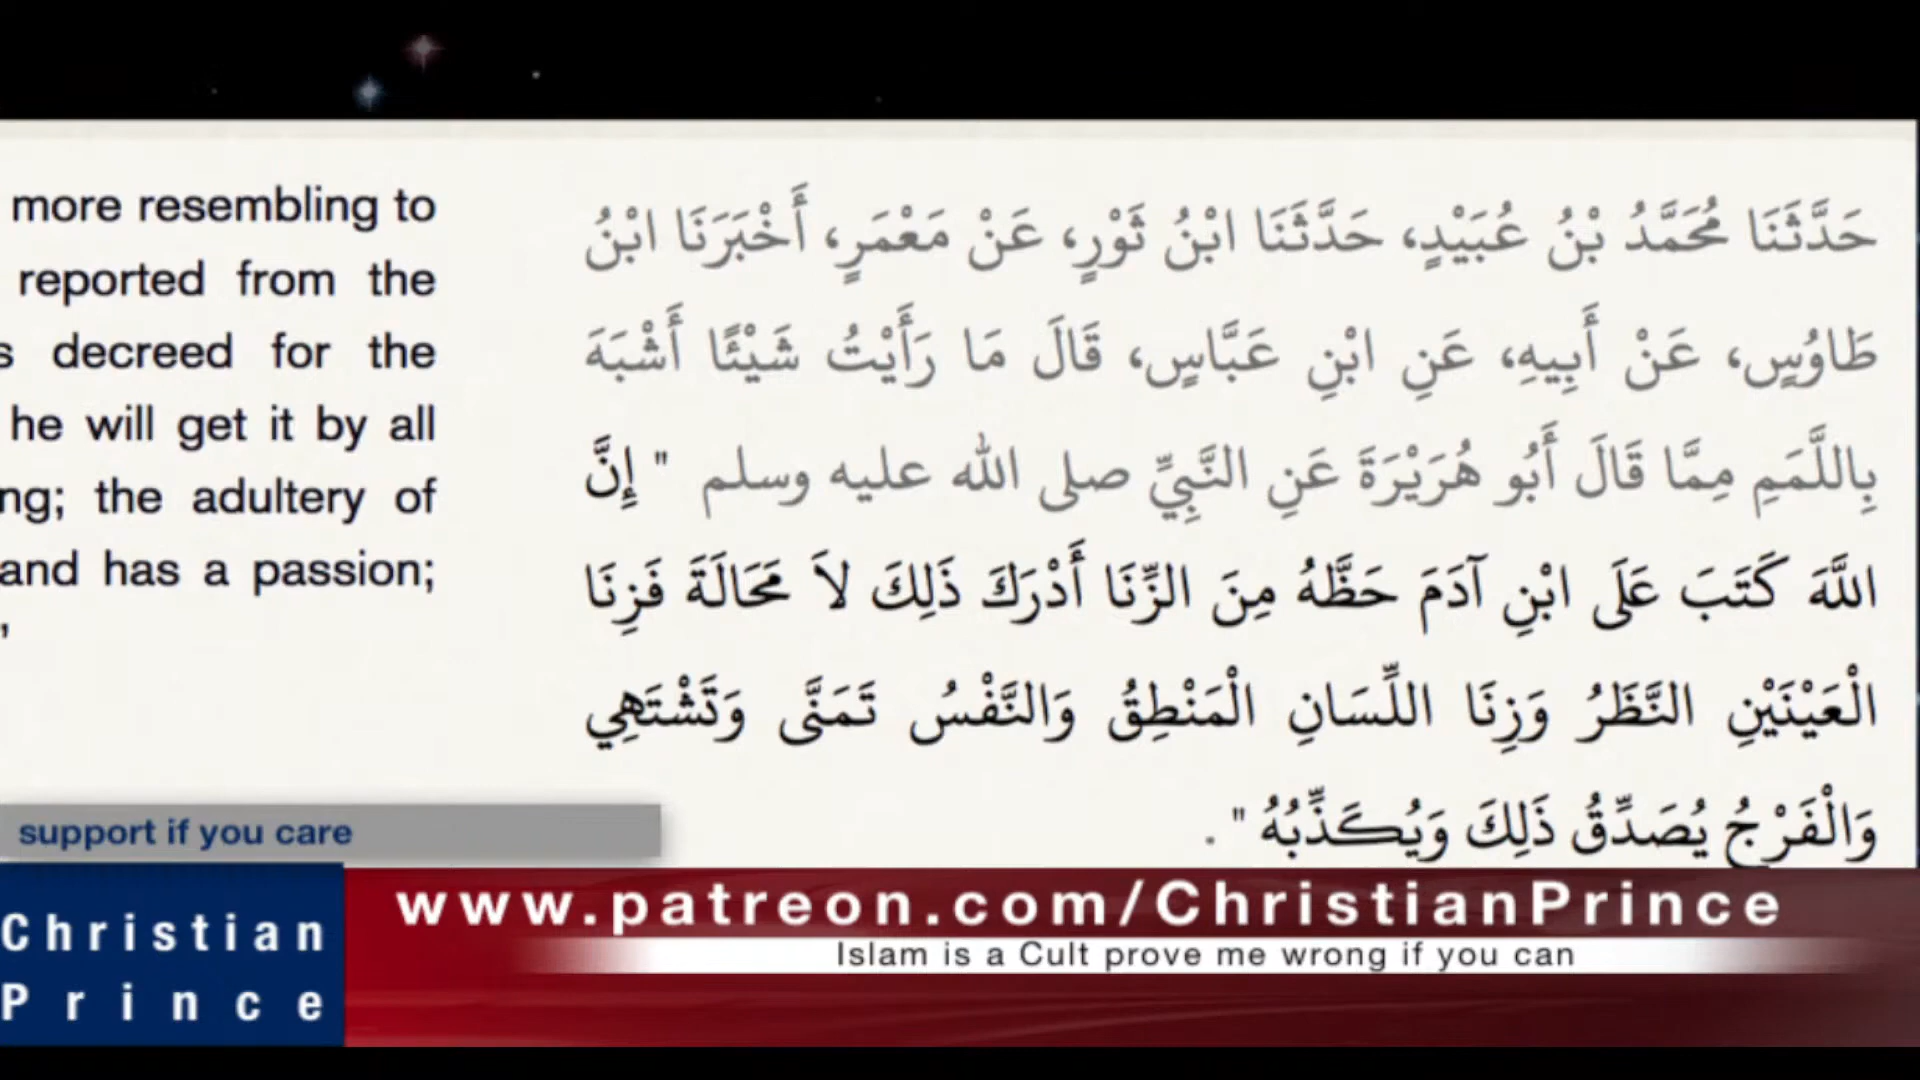 more resembling to
reported from the
s decreed for the
he will get it by all
ng; the adultery of
and has a passion;
'
حَدَّثَنَا مُحَمَّدُ بْنُ عُبَيْدٍ، حَدَّثَنَا ابْنُ ثَوْرٍ، عَنْ مَعْمَرٍ، أَخْبَرَنَا ابْنُ
طَاوُسٍ، عَنْ أَبِيهِ، عَنِ ابْنِ عَبَّاسٍ، قَالَ مَا رَأَيْتُ شَيْئًا أَشْبَهَ
بِاللَّمَمِ مِمَّا قَالَ أَبُو هُرَيْرَةَ عَنِ النَّبِيِّ صلى الله عليه وسلم " إِنَّ
اللَّهَ كَتَبَ عَلَى ابْنِ آدَمَ حَظَّهُ مِنَ الزِّنَا أَدْرَكَ ذَلِكَ لاَ مَحَالَةَ فَزِنَا
الْعَيْنَيْنِ النَّظَرُ وَزِنَا اللِّسَانِ الْمَنْطِقُ وَالنَّفْسُ تَمَنَّى وَتَشْتَهِي
وَالْفَرْجُ يُصَدِّقُ ذَلِكَ وَيُكَذِّبُهُ " .
support if you care
Christian
Prince
www.patreon.com/ChristianPrince
Islam is a Cult prove me wrong if you can